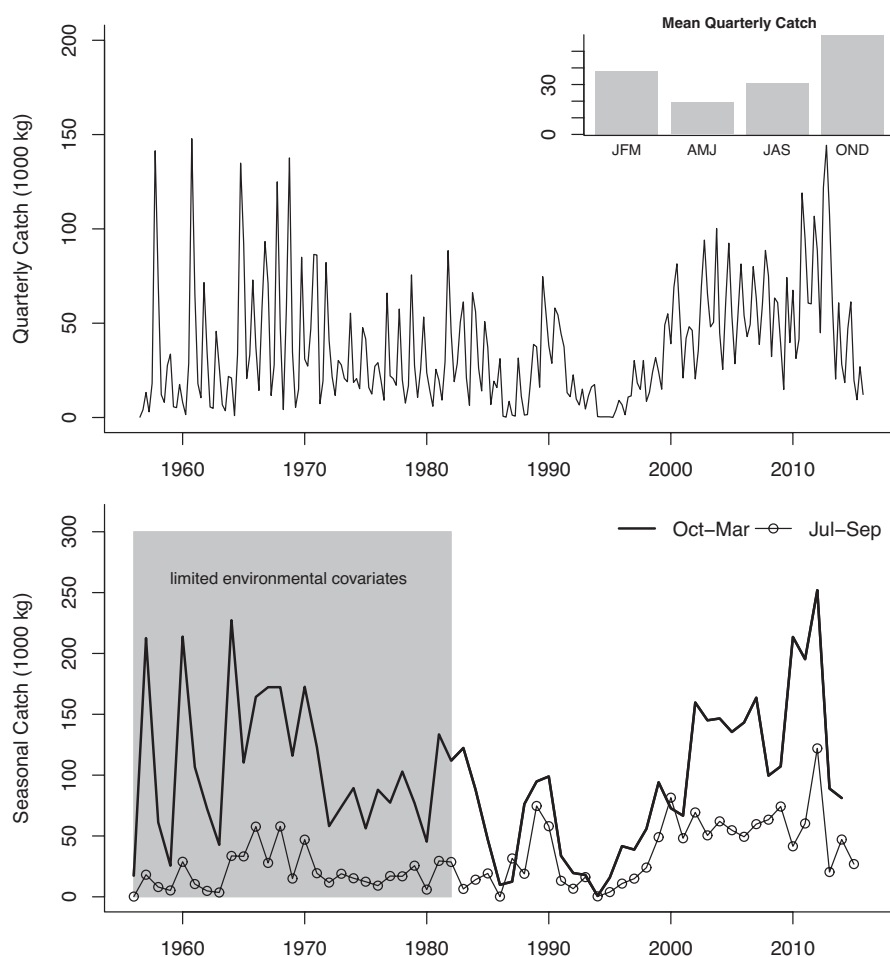 Mean Quarterly Catch
30
0
JFM AMJ JAS OND
Quarterly Catch (1000 kg)
200
150
100
50
0
1960 1970 1980 1990 2000 2010
Oct–Mar Jul–Sep
limited environmental covariates
Seasonal Catch (1000 kg)
300
250
200
150
100
50
0
1960 1970 1980 1990 2000 2010